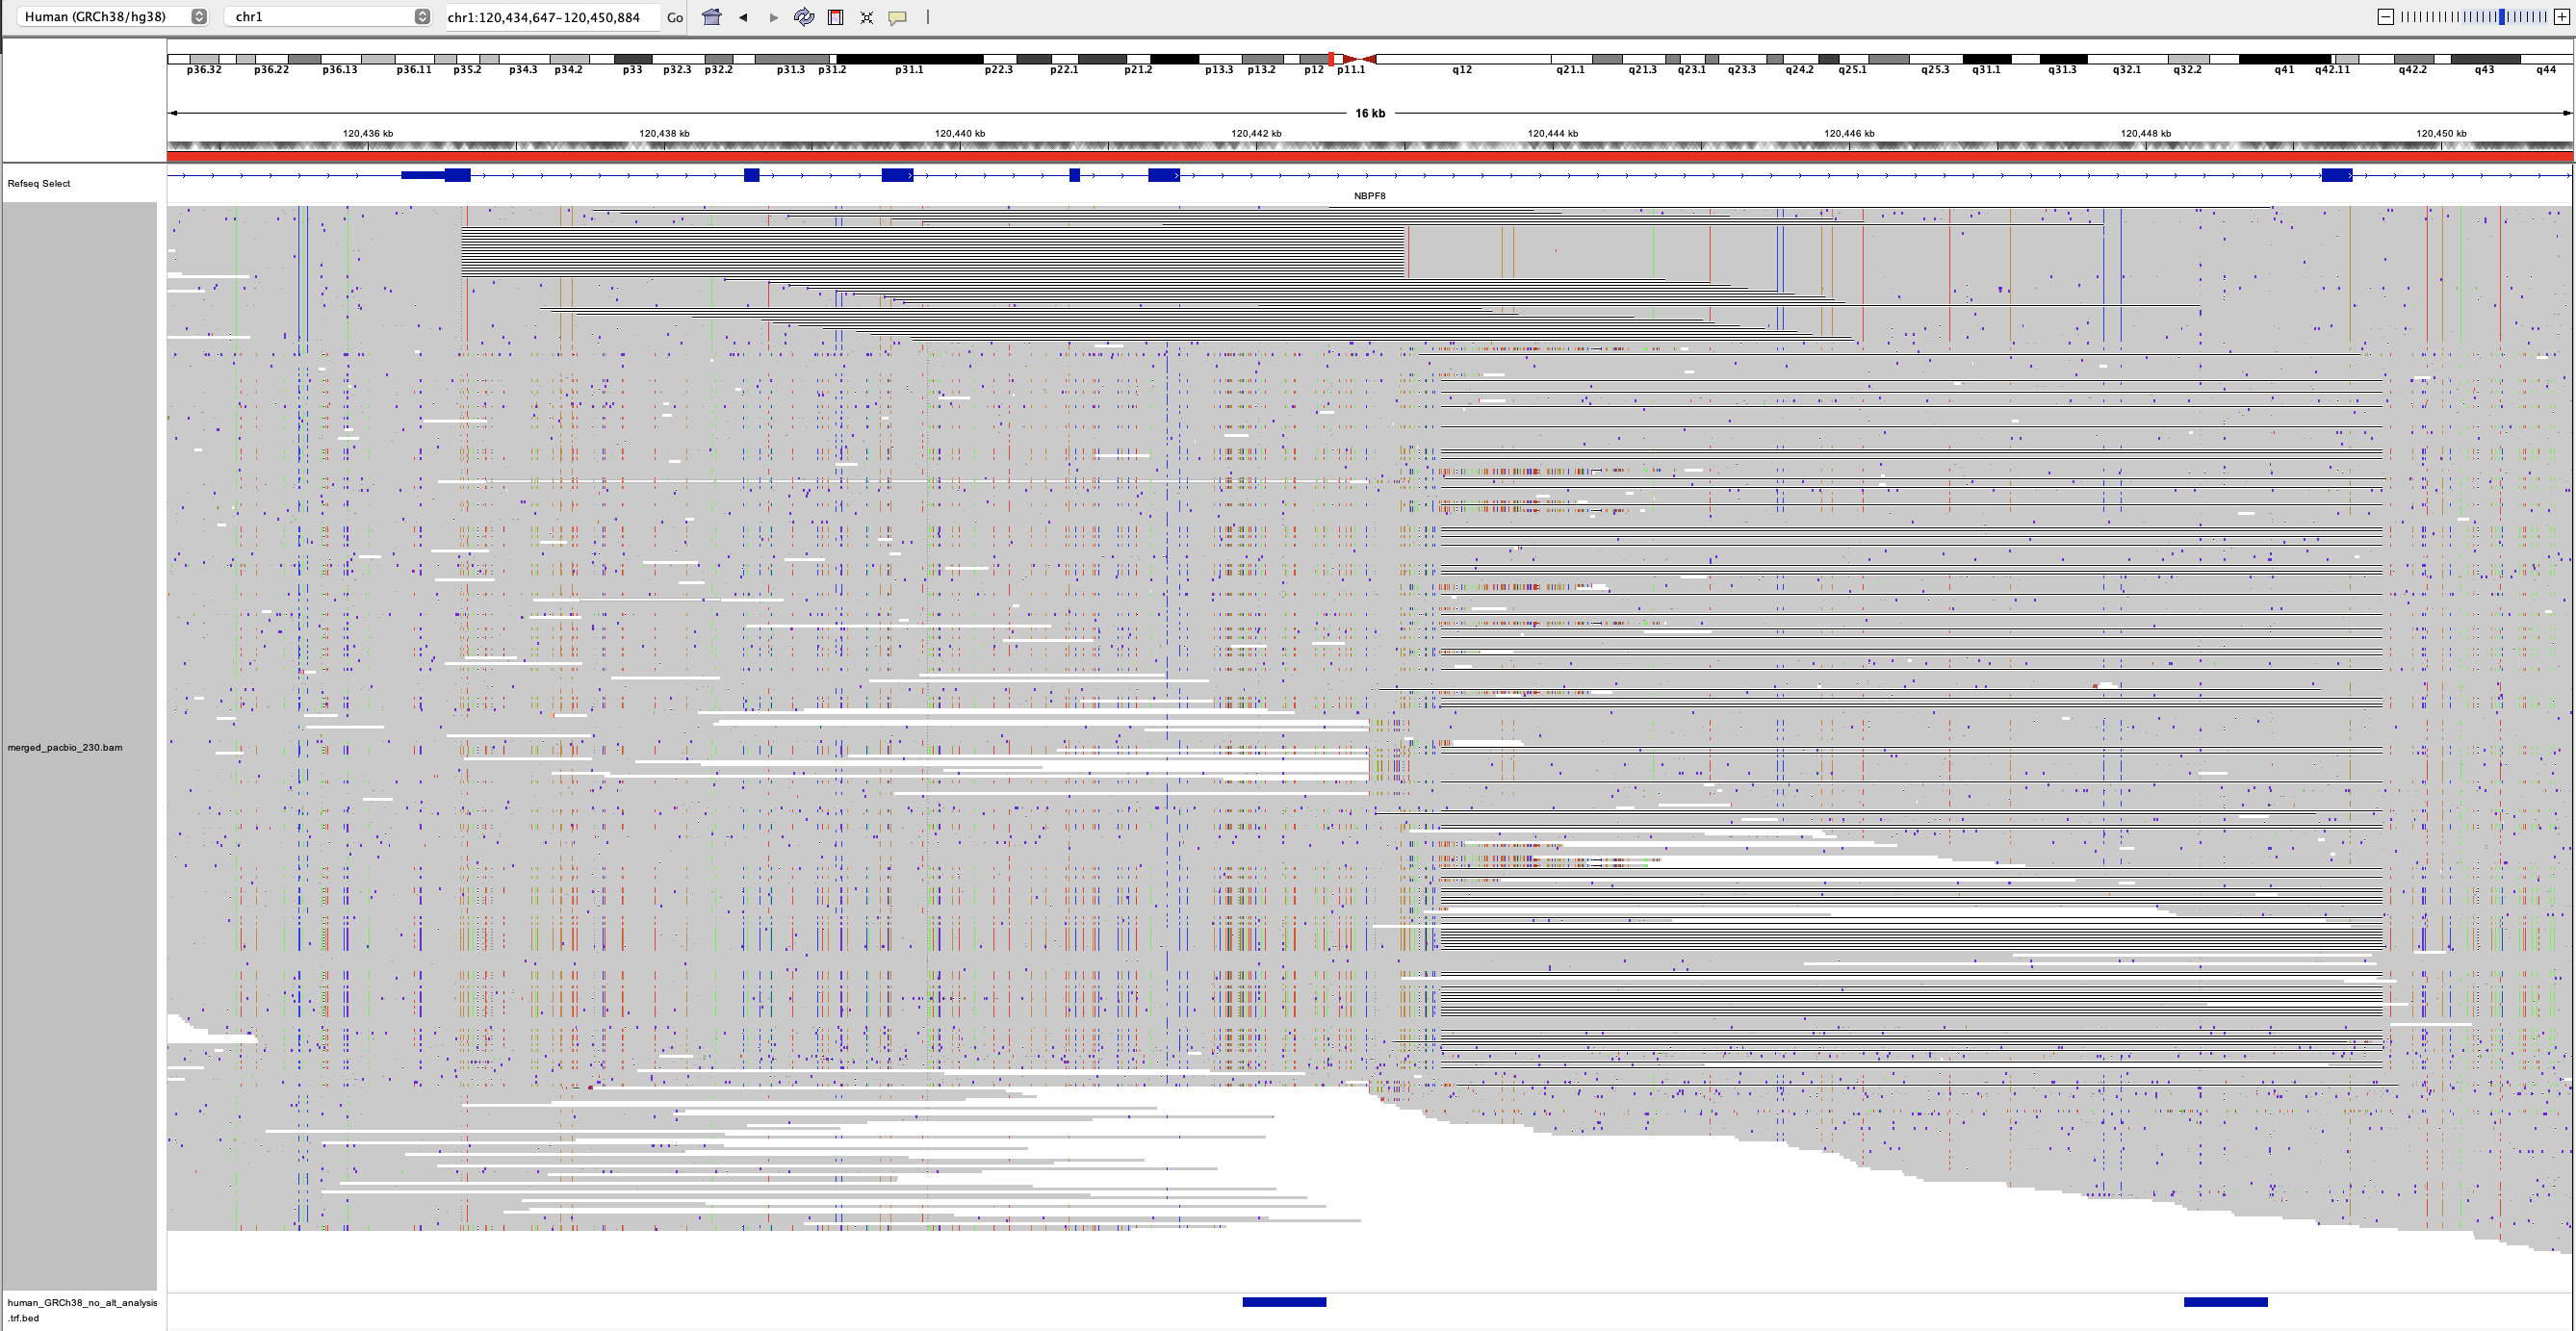 Human (GRCh38/hg38) chr1 chr1:120,434,647-120,450,884 Go
p36.32 p36.22 p36.13 p36.11 p35.2 p34.3 p34.2 p33 p32.3 p32.2 p31.3 p31.2 p31.1 p22.3 p22.1 p21.2 p13.3 p13.2 p12 p11.1 q12 q21.1 q21.3 q23.1 q23.3 q24.2 q25.1 q25.3 q31.1 q31.3 q32.1 q32.2 q41 q42.11 q42.2 q43 q44
16 kb
120,436 kb 120,438 kb 120,440 kb 120,442 kb 120,444 kb 120,446 kb 120,448 kb 120,450 kb
Refseq Select
NBPF8
merged_pacbio_230.bam
human_GRCh38_no_alt_analysis
.trf.bed